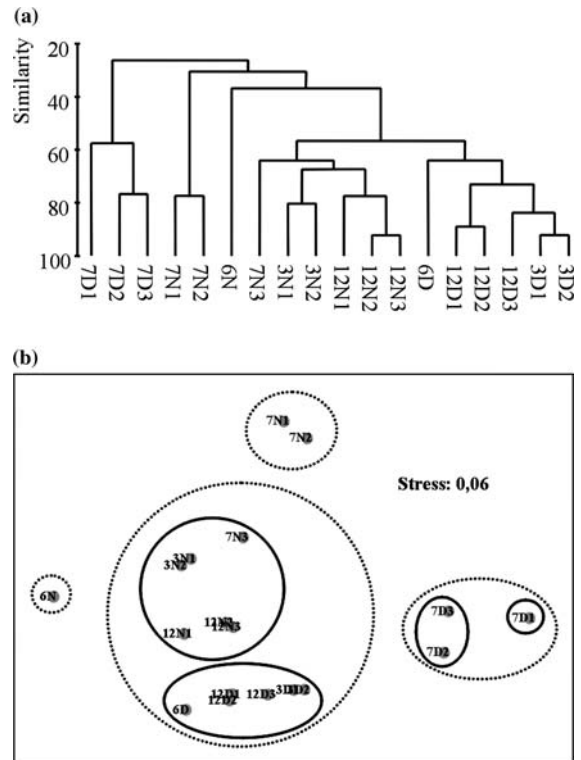 (a)
Similarity
20
40
60
80
100
7D1 7D2 7D3 7N1 7N2 6N 7N3 3N1 3N2 12N1 12N2 12N3 6D 12D1 12D2 12D3 3D1 3D2
(b)
7N1
7N2
Stress: 0,06
7N3
3N1
3N2
6N
12N2
12N3
12N1
7D3
7D1
7D2
3D1 3D2
12D1 12D3
12D2
6D